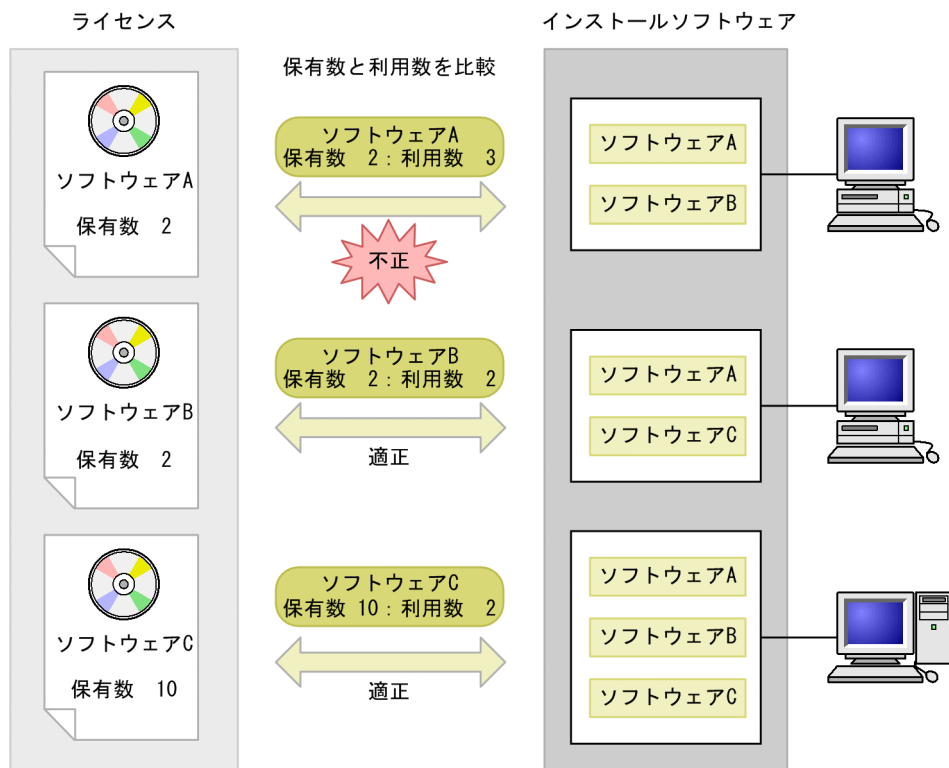 ライセンス
インストールソフトウェア
保有数と利用数を比較
ソフトウェアA
保有数 2
ソフトウェアA
保有数 2：利用数 3
不正
ソフトウェアA
ソフトウェアB
ソフトウェアB
保有数 2
ソフトウェアB
保有数 2：利用数 2
適正
ソフトウェアA
ソフトウェアC
ソフトウェアC
保有数 10
ソフトウェアC
保有数 10：利用数 2
適正
ソフトウェアA
ソフトウェアB
ソフトウェアC